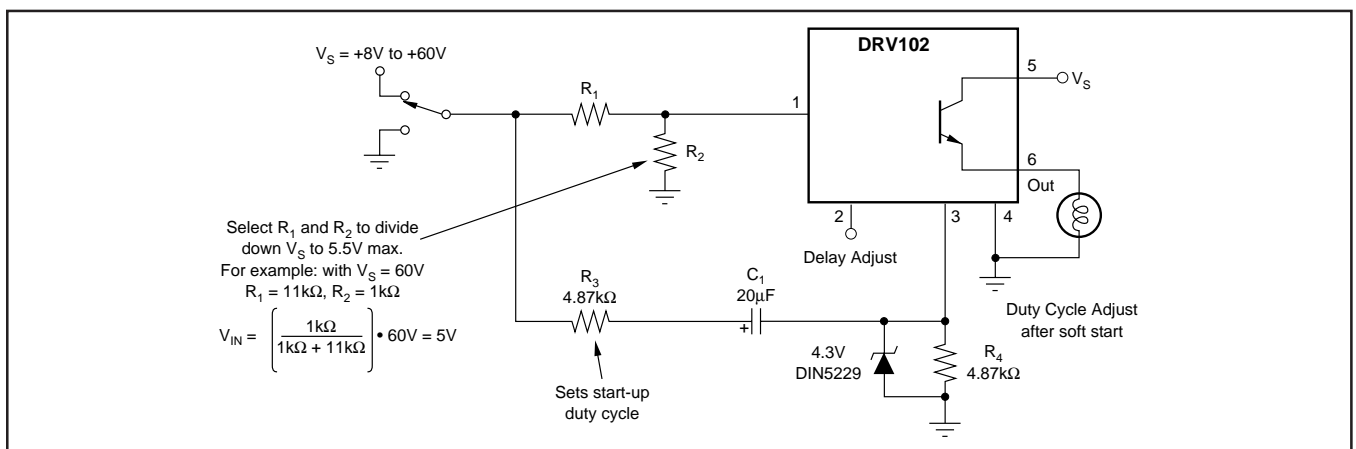 V_S = +8V to +60V
R_1
R_2
1
DRV102
5
V_S
6
Out
2
3
4
Delay Adjust
Select R_1 and R_2 to divide
down V_S to 5.5V max.
For example: with V_S = 60V
R_1 = 11kΩ, R_2 = 1kΩ
V_IN = (1kΩ / 1kΩ + 11kΩ) • 60V = 5V
R_3
4.87kΩ
Sets start-up
duty cycle
C_1
20µF
+
4.3V
DIN5229
R_4
4.87kΩ
Duty Cycle Adjust
after soft start